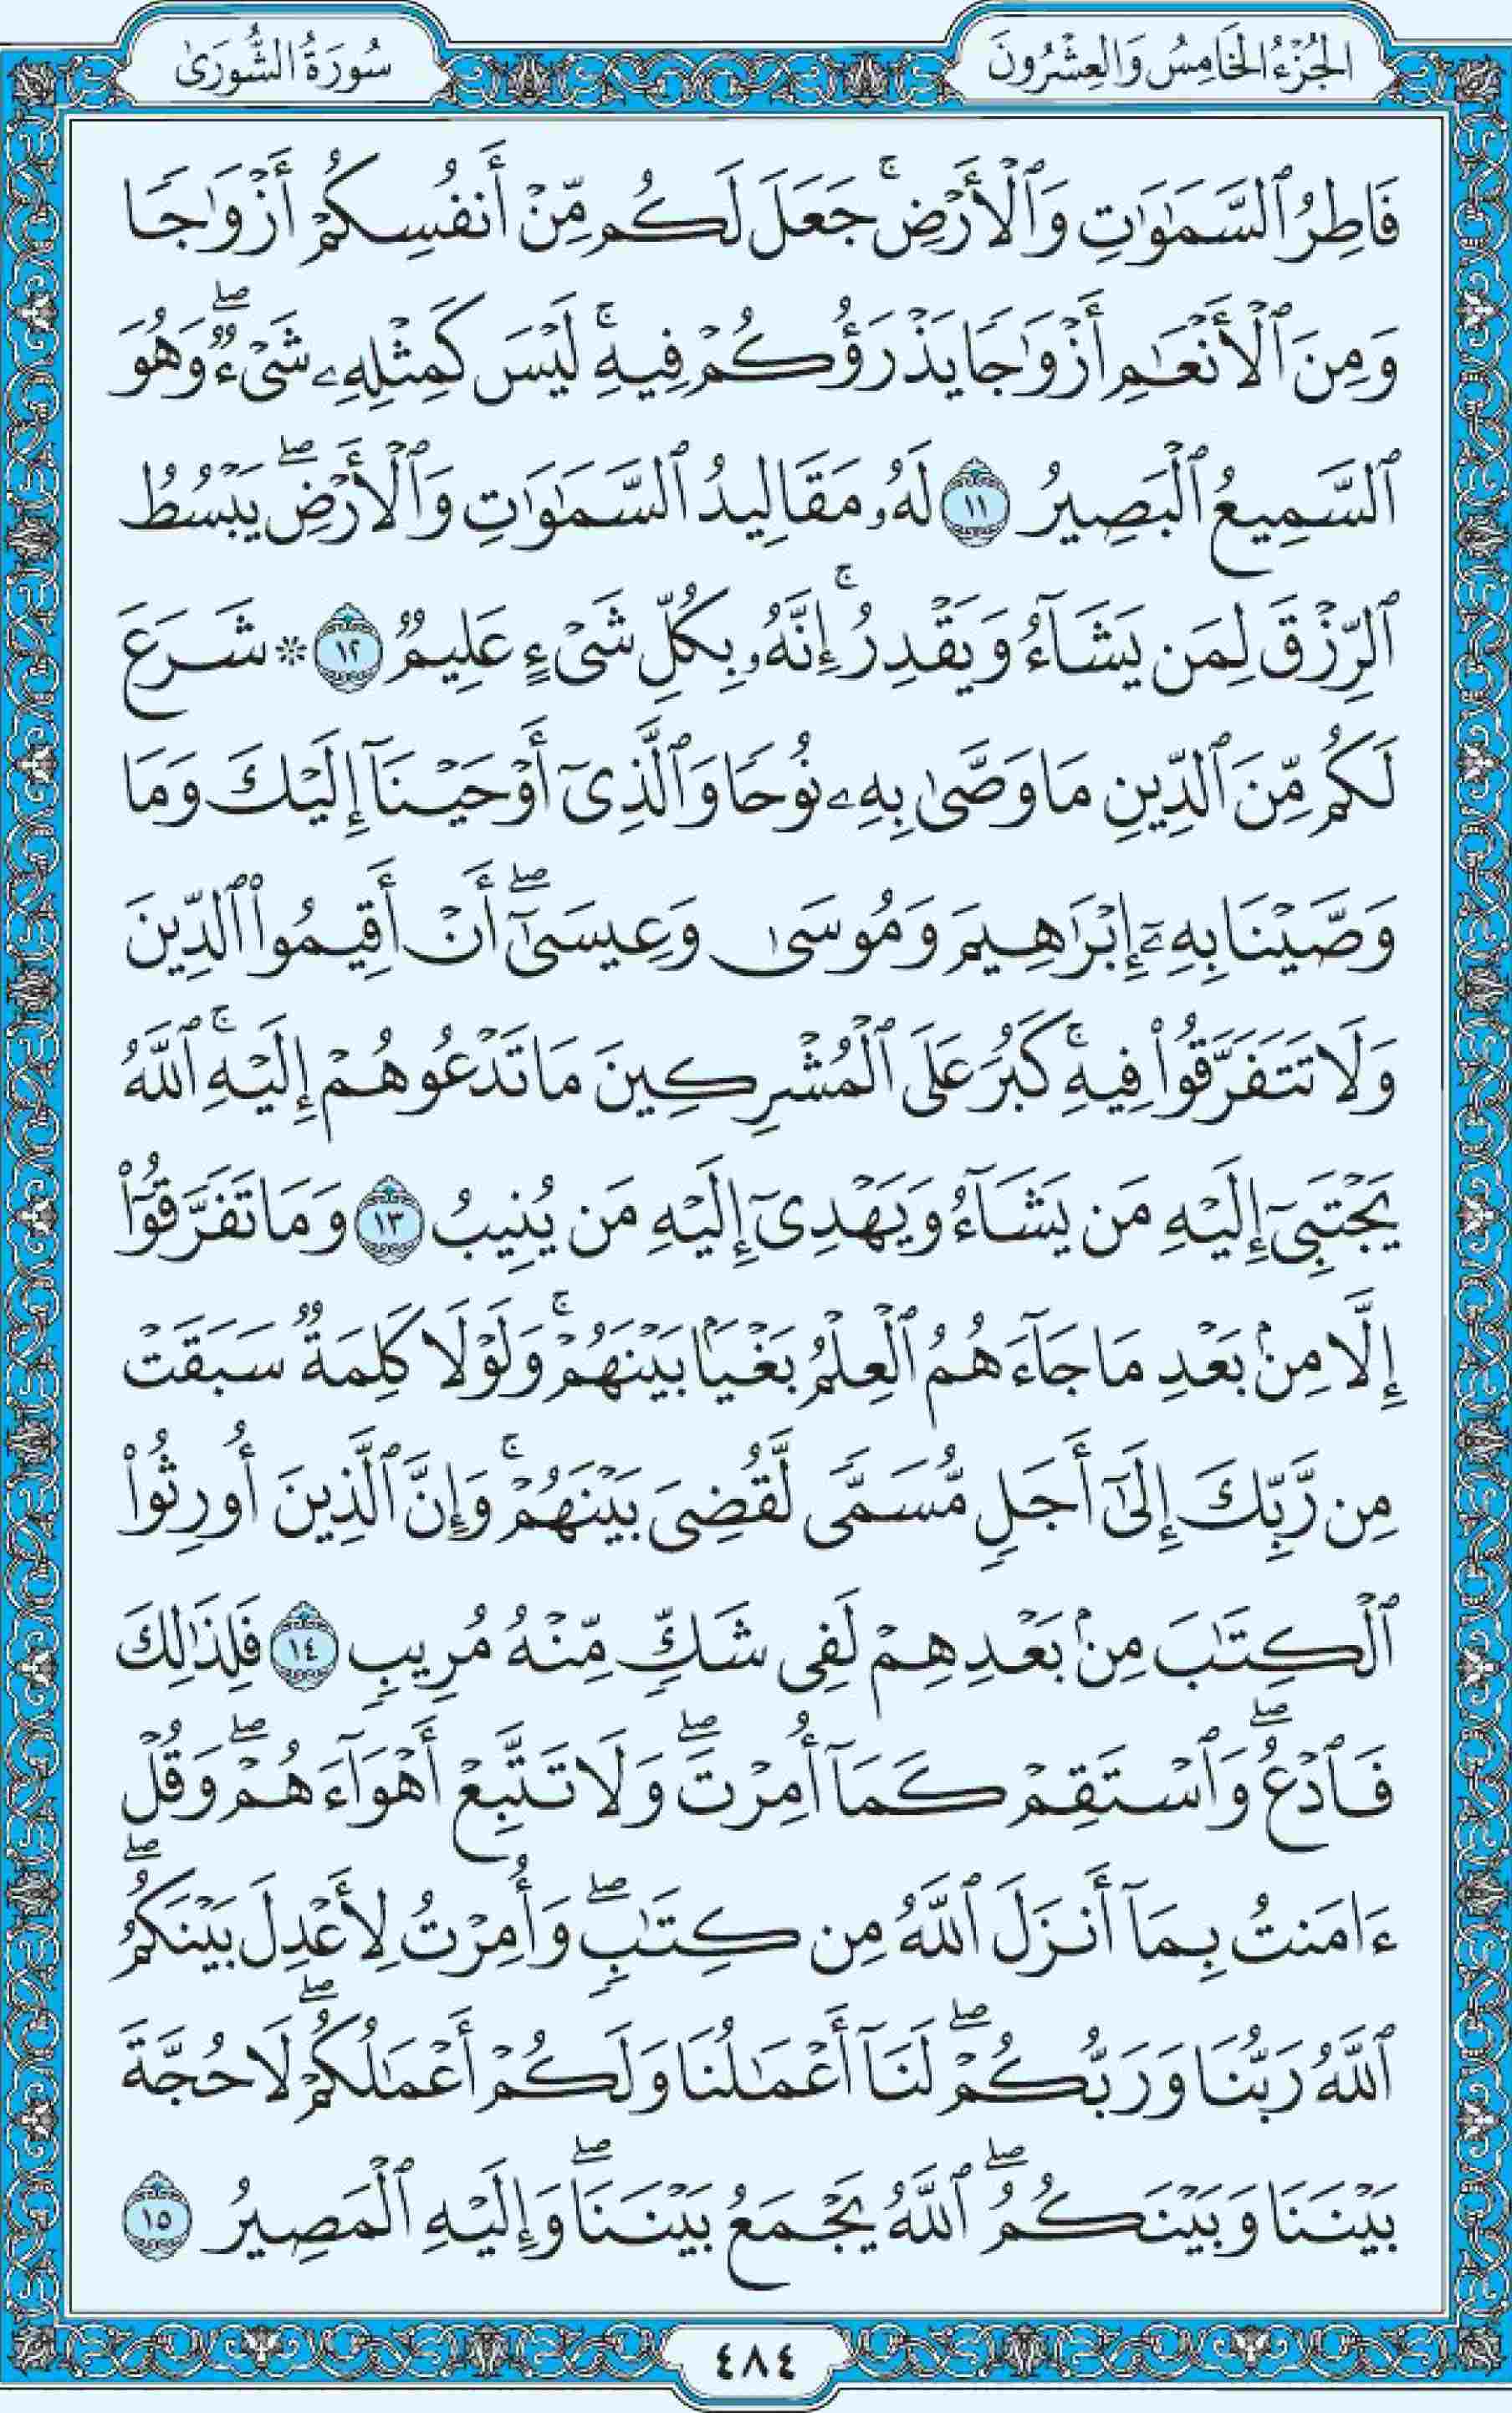 الجُزْءُ الخَامِسُ وَالعِشْرُونَ
سُورَةُ الشُّورَىٰ
فَاطِرُ ٱلسَّمَٰوَٰتِ وَٱلْأَرْضِۚ جَعَلَ لَكُم مِّنْ أَنفُسِكُمْ أَزْوَٰجًا
وَمِنَ ٱلْأَنْعَٰمِ أَزْوَٰجًا يَذْرَؤُكُمْ فِيهِۚ لَيْسَ كَمِثْلِهِۦ شَىْءٌۖ وَهُوَ
ٱلسَّمِيعُ ٱلْبَصِيرُ ١١ لَهُۥ مَقَالِيدُ ٱلسَّمَٰوَٰتِ وَٱلْأَرْضِۖ يَبْسُطُ
ٱلرِّزْقَ لِمَن يَشَآءُ وَيَقْدِرُۚ إِنَّهُۥ بِكُلِّ شَىْءٍ عَلِيمٌ ١٢ * شَرَعَ
لَكُم مِّنَ ٱلدِّينِ مَا وَصَّىٰ بِهِۦ نُوحًا وَٱلَّذِىٓ أَوْحَيْنَآ إِلَيْكَ وَمَا
وَصَّيْنَا بِهِۦٓ إِبْرَٰهِيمَ وَمُوسَىٰ وَعِيسَىٰٓۖ أَنْ أَقِيمُوا۟ ٱلدِّينَ
وَلَا تَتَفَرَّقُوا۟ فِيهِۚ كَبُرَ عَلَى ٱلْمُشْرِكِينَ مَا تَدْعُوهُمْ إِلَيْهِۚ ٱللَّهُ
يَجْتَبِىٓ إِلَيْهِ مَن يَشَآءُ وَيَهْدِىٓ إِلَيْهِ مَن يُنِيبُ ١٣ وَمَا تَفَرَّقُوٓا۟
إِلَّا مِنۢ بَعْدِ مَا جَآءَهُمُ ٱلْعِلْمُ بَغْيًۢا بَيْنَهُمْۚ وَلَوْلَا كَلِمَةٌ سَبَقَتْ
مِن رَّبِّكَ إِلَىٰٓ أَجَلٍ مُّسَمًّى لَّقُضِىَ بَيْنَهُمْۚ وَإِنَّ ٱلَّذِينَ أُورِثُوا۟
ٱلْكِتَٰبَ مِنۢ بَعْدِهِمْ لَفِى شَكٍّ مِّنْهُ مُرِيبٍ ١٤ فَلِذَٰلِكَ
فَٱدْعُۖ وَٱسْتَقِمْ كَمَآ أُمِرْتَۖ وَلَا تَتَّبِعْ أَهْوَآءَهُمْۖ وَقُلْ
ءَامَنتُ بِمَآ أَنزَلَ ٱللَّهُ مِن كِتَٰبٍۖ وَأُمِرْتُ لِأَعْدِلَ بَيْنَكُمُۖ
ٱللَّهُ رَبُّنَا وَرَبُّكُمْۖ لَنَآ أَعْمَٰلُنَا وَلَكُمْ أَعْمَٰلُكُمْۖ لَا حُجَّةَ
بَيْنَنَا وَبَيْنَكُمُۖ ٱللَّهُ يَجْمَعُ بَيْنَنَاۖ وَإِلَيْهِ ٱلْمَصِيرُ ١٥
٤٨٤